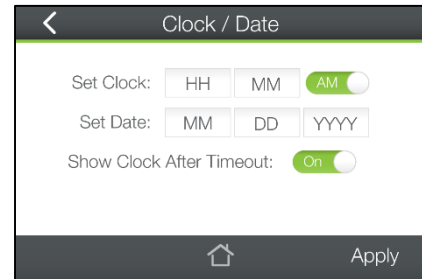 Clock / Date
Set Clock: HH MM AM
Set Date: MM DD YYYY
Show Clock After Timeout: On
Apply